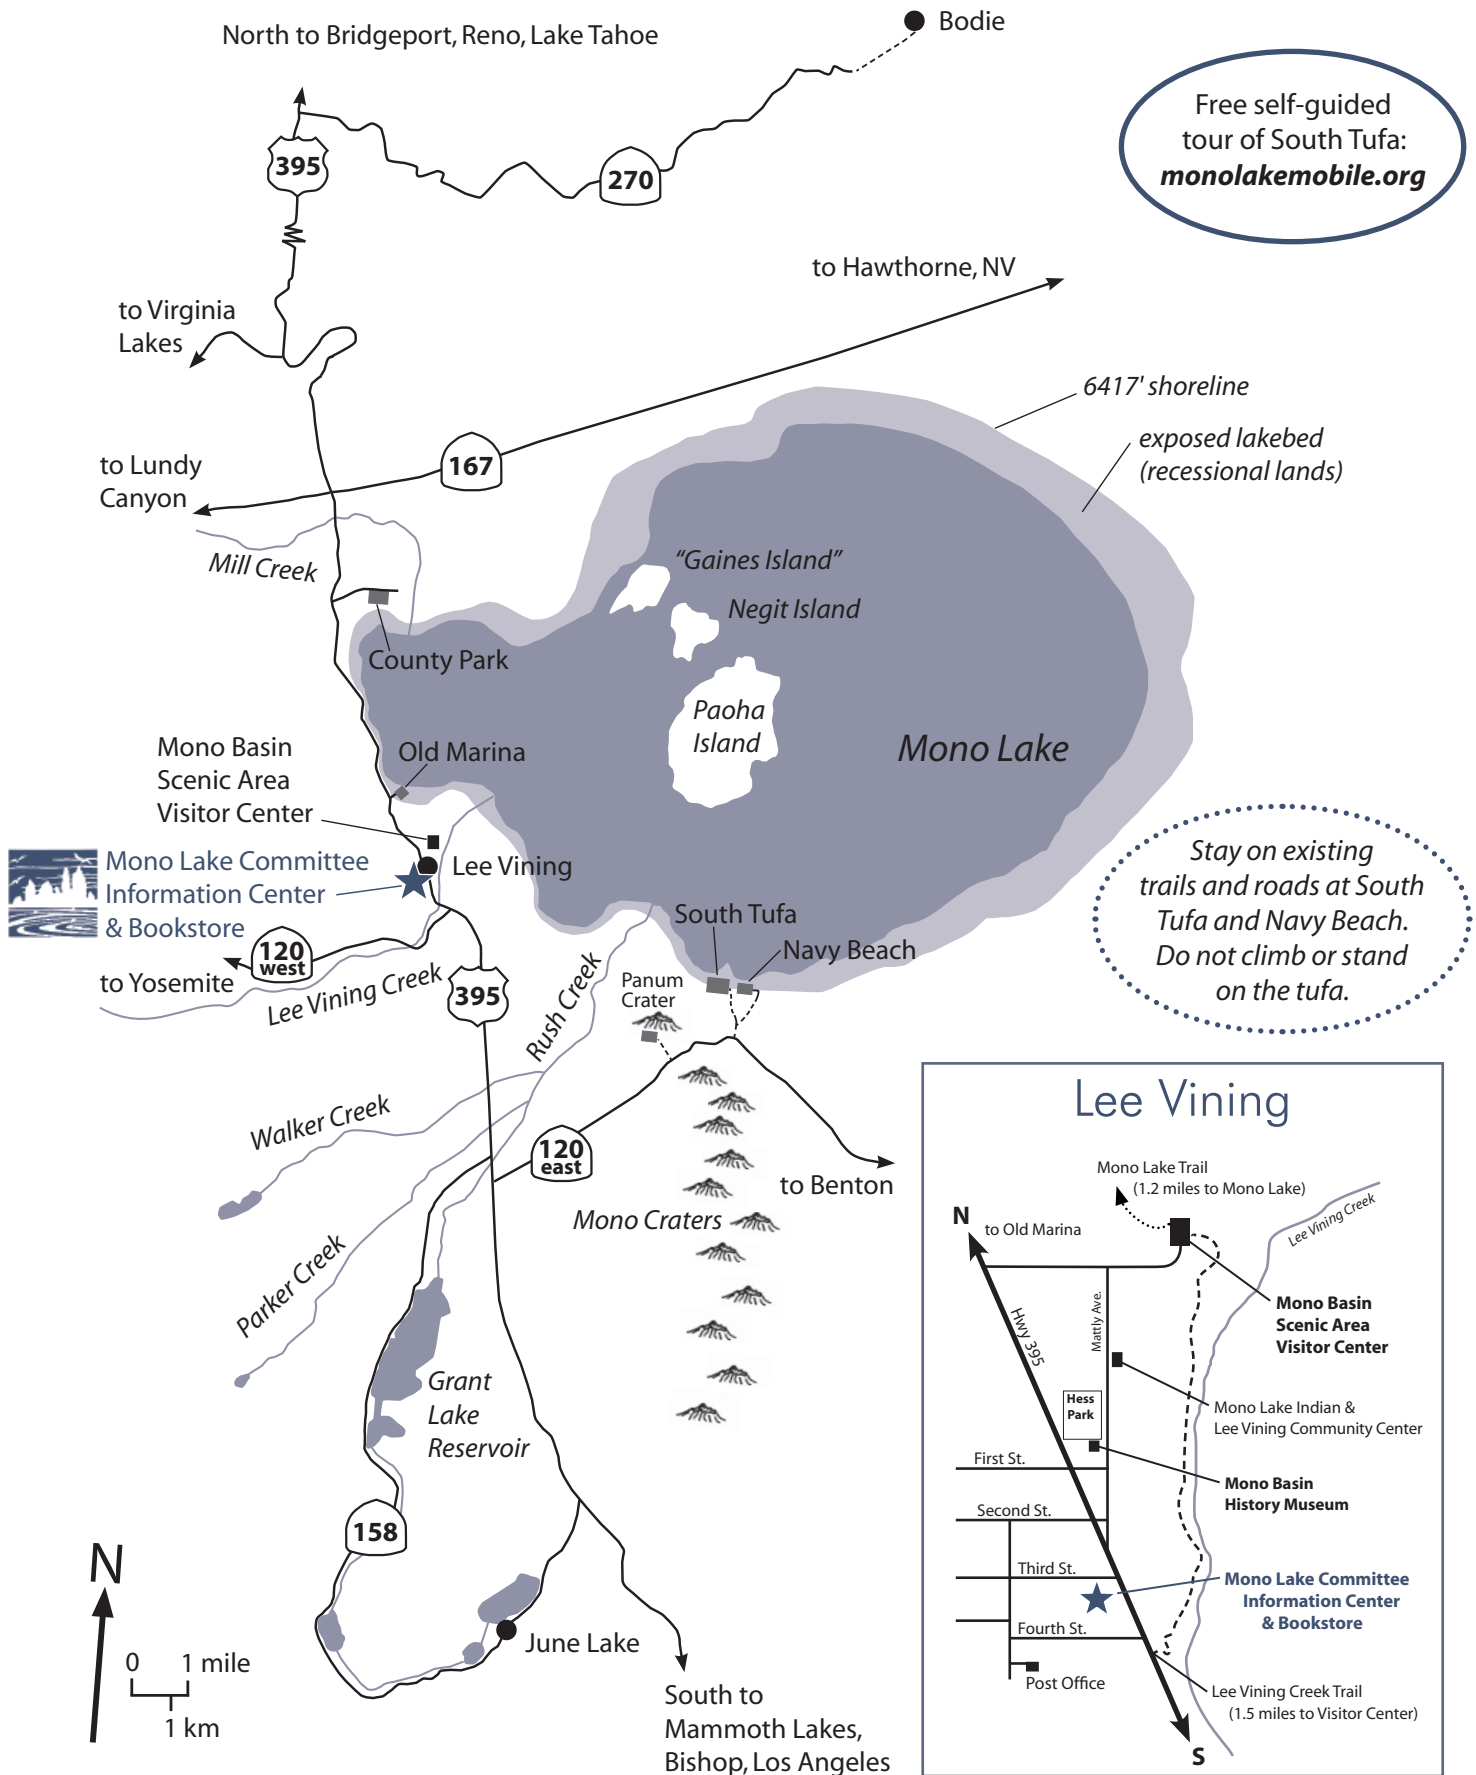 North to Bridgeport, Reno, Lake Tahoe
Bodie
395
270
Free self-guided
tour of South Tufa:
monolakemobile.org
to Hawthorne, NV
to Virginia
Lakes
6417' shoreline
exposed lakebed
(recessional lands)
167
to Lundy
Canyon
Mill Creek
"Gaines Island"
Negit Island
County Park
Paoha
Island
Mono Lake
Mono Basin
Scenic Area
Visitor Center
Old Marina
Mono Lake Committee
Information Center
& Bookstore
Lee Vining
Stay on existing
trails and roads at South
Tufa and Navy Beach.
Do not climb or stand
on the tufa.
120
west
to Yosemite
Lee Vining Creek
395
South Tufa
Navy Beach
Panum
Crater
Rush Creek
Walker Creek
120
east
to Benton
Mono Craters
Parker Creek
Grant
Lake
Reservoir
158
June Lake
N
0 1 mile
1 km
South to
Mammoth Lakes,
Bishop, Los Angeles
Lee Vining
Mono Lake Trail
(1.2 miles to Mono Lake)
N
to Old Marina
Lee Vining Creek
Hwy 395
Mattly Ave.
Mono Basin
Scenic Area
Visitor Center
Hess
Park
Mono Lake Indian &
Lee Vining Community Center
First St.
Mono Basin
History Museum
Second St.
Third St.
Mono Lake Committee
Information Center
& Bookstore
Fourth St.
Post Office
Lee Vining Creek Trail
(1.5 miles to Visitor Center)
S